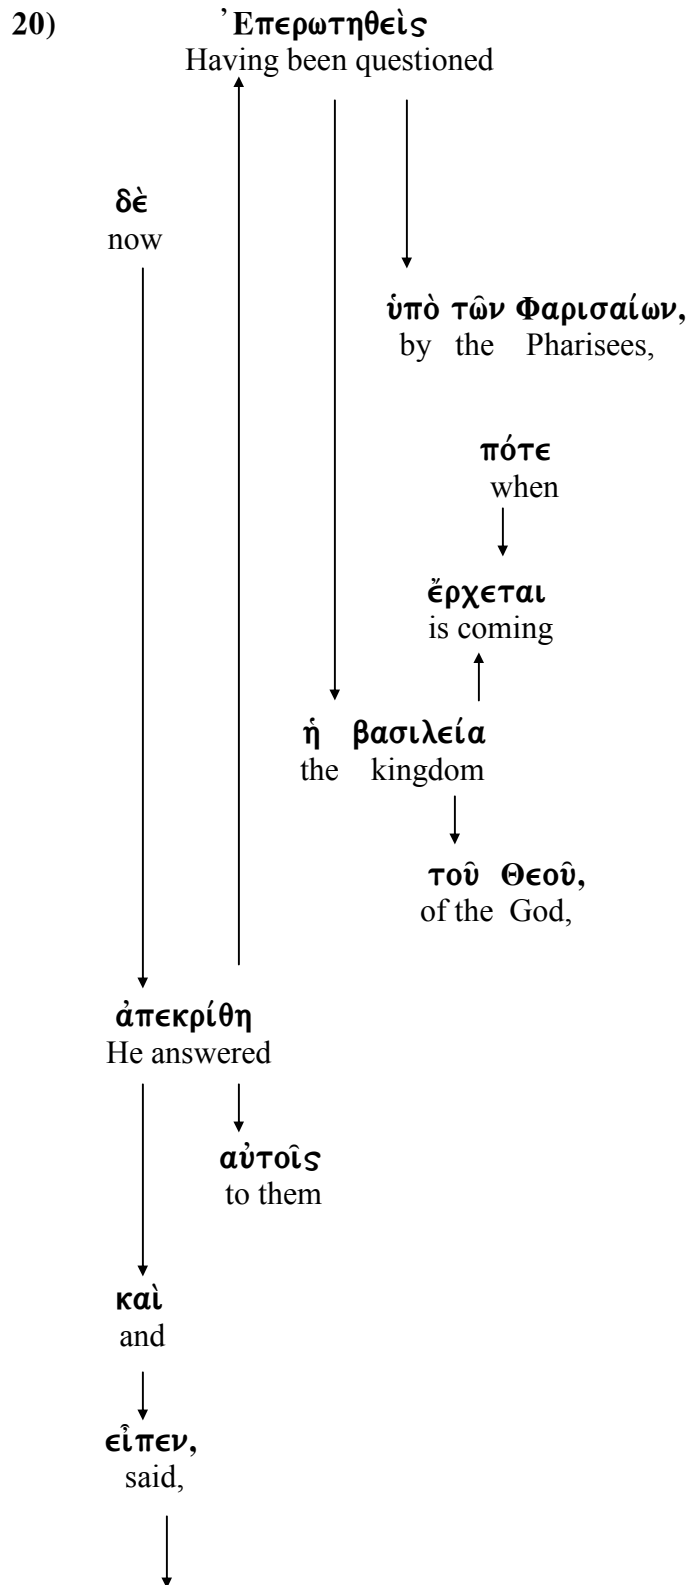 20) ᾿Επερωτηθεὶς
Having been questioned
δὲ
now
ὑπὸ τῶν Φαρισαίων,
by the Pharisees,
πότε
when
ἔρχεται
is coming
ἡ βασιλεία
the kingdom
τοῦ Θεοῦ,
of the God,
ἀπεκρίθη
He answered
αὐτοῖς
to them
καὶ
and
εἶπεν,
said,